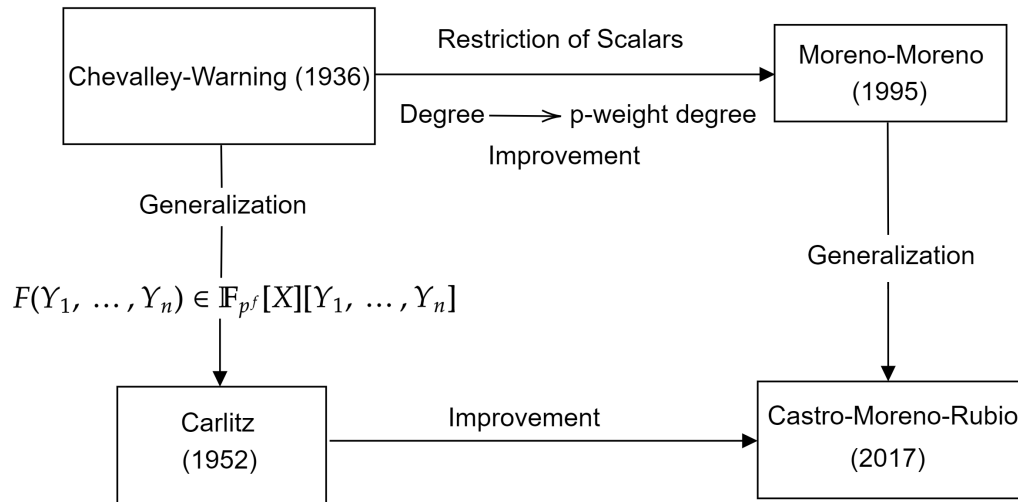 Chevalley-Warning (1936)
Restriction of Scalars
Degree → p-weight degree
Improvement
Moreno-Moreno
(1995)
Generalization
Generalization
F(Y₁, …, Yₙ) ∈ 𝔽_{p^f}[X][Y₁, …, Yₙ]
Carlitz
(1952)
Improvement
Castro-Moreno-Rubio
(2017)